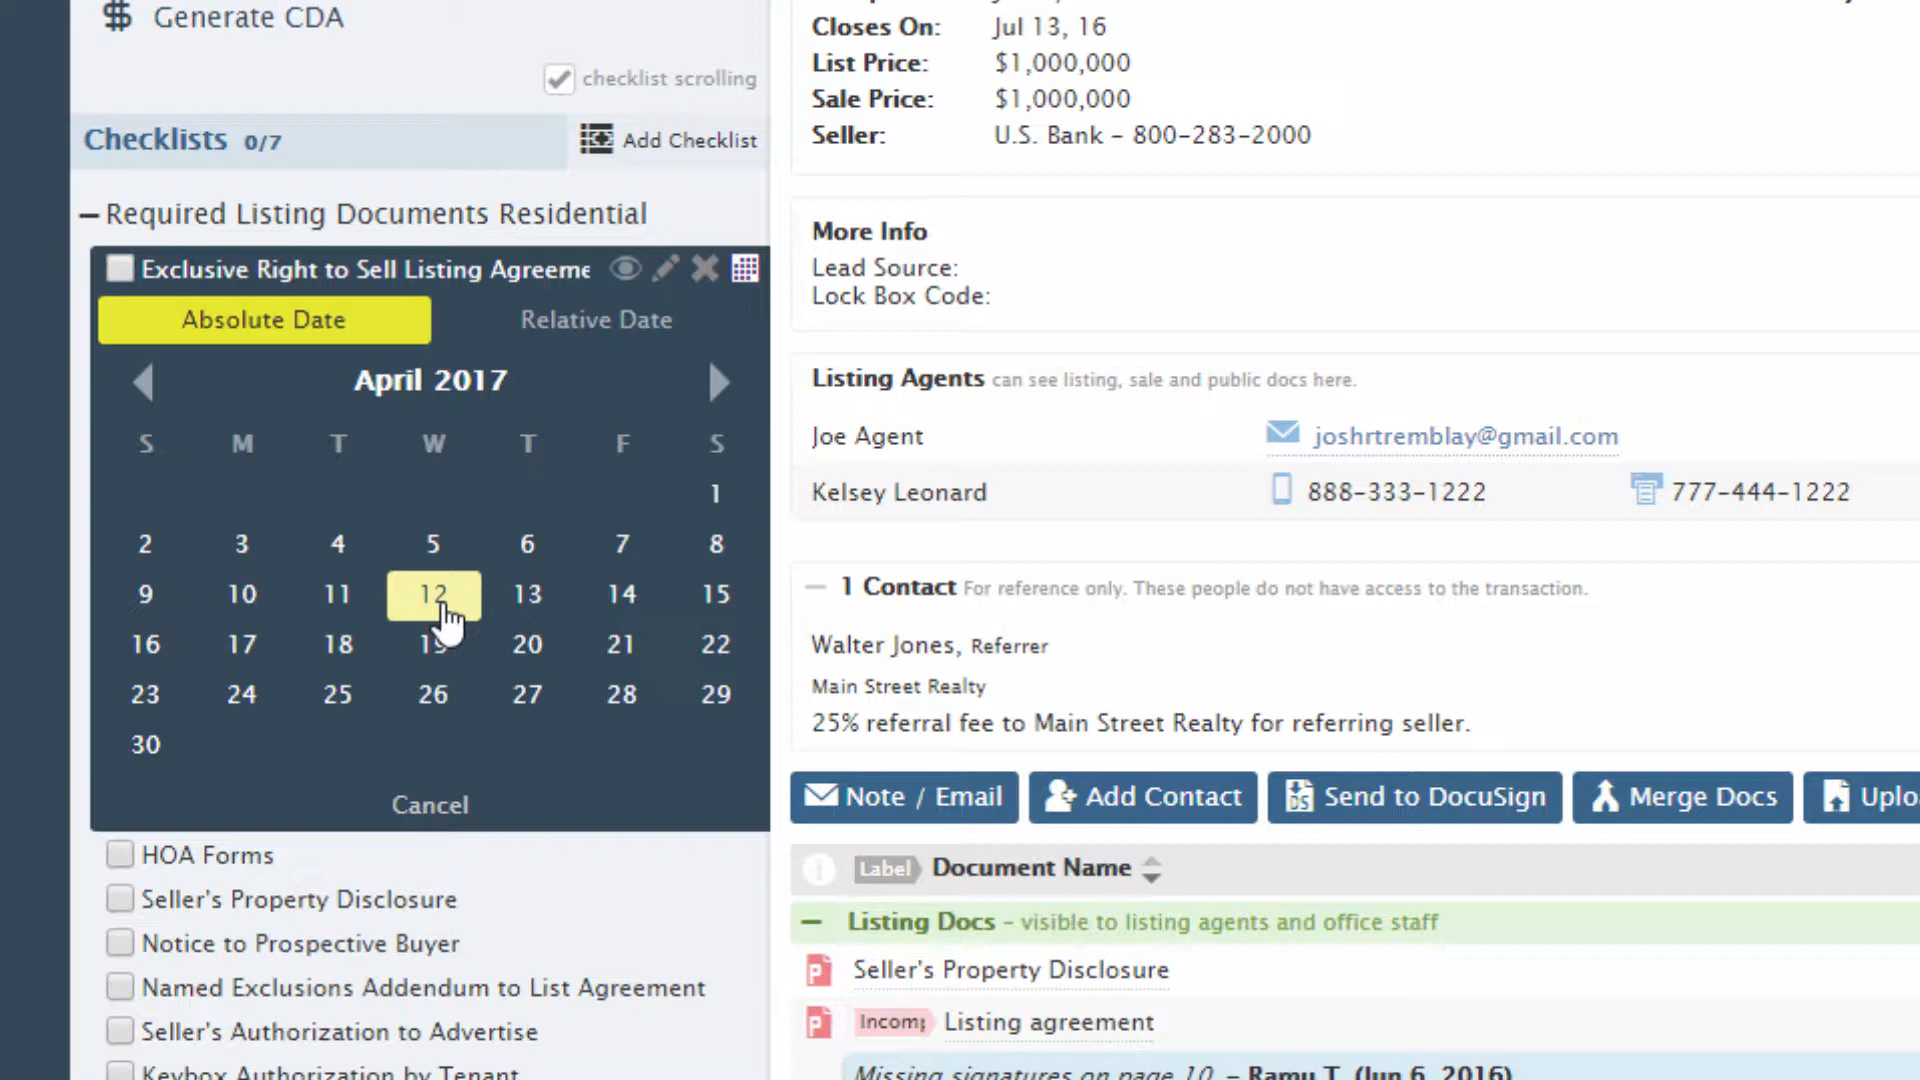 Generate CDA
checklist scrolling
Checklists 0/7
Add Checklist
Required Listing Documents Residential
Exclusive Right to Sell Listing Agreeme
Absolute Date
Relative Date
April 2017
S M T W T F S
1
2 3 4 5 6 7 8
9 10 11 12 13 14 15
16 17 18 19 20 21 22
23 24 25 26 27 28 29
30
Cancel
HOA Forms
Seller's Property Disclosure
Notice to Prospective Buyer
Named Exclusions Addendum to List Agreement
Seller's Authorization to Advertise
Keybox Authorization by Tenant
Closes On: Jul 13, 16
List Price: $1,000,000
Sale Price: $1,000,000
Seller: U.S. Bank - 800-283-2000
More Info
Lead Source:
Lock Box Code:
Listing Agents can see listing, sale and public docs here.
Joe Agent joshrtremblay@gmail.com
Kelsey Leonard 888-333-1222 777-444-1222
1 Contact For reference only. These people do not have access to the transaction.
Walter Jones, Referrer
Main Street Realty
25% referral fee to Main Street Realty for referring seller.
Note / Email Add Contact Send to DocuSign Merge Docs Uplo
Label Document Name
Listing Docs - visible to listing agents and office staff
Seller's Property Disclosure
Incomp Listing agreement
Missing signatures on page 10. - Ramu T. (Jun 6, 2016)